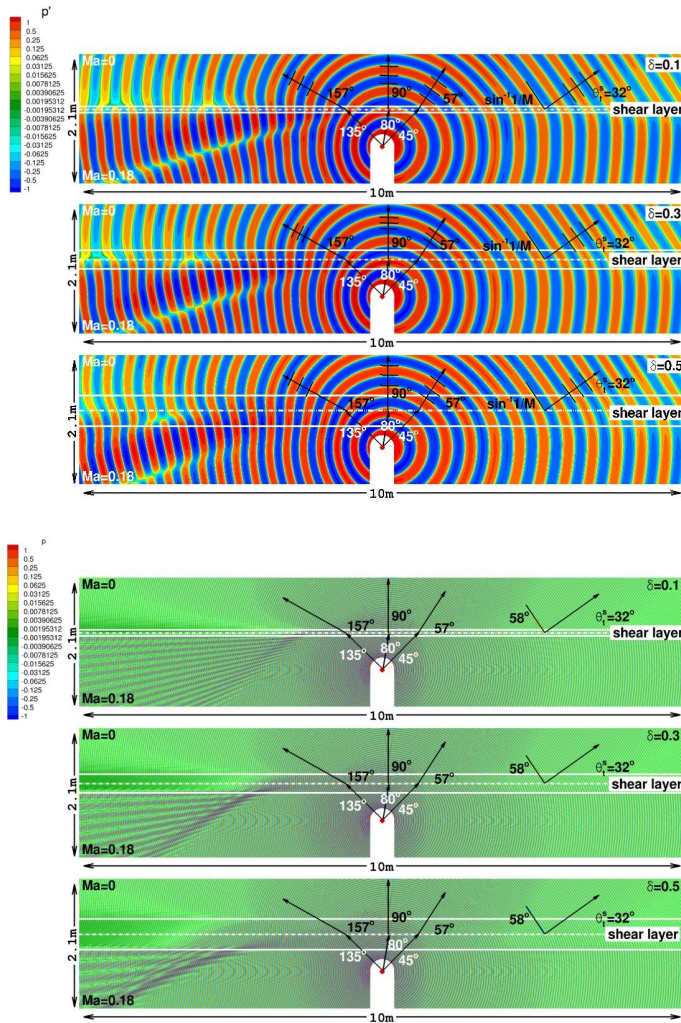 p'
1
0.5
0.25
0.125
0.0625
0.03125
0.015625
0.0078125
0.00390625
0.00195312
-0.00195312
-0.00390625
-0.0078125
-0.015625
-0.03125
-0.0625
-0.125
-0.25
-0.5
-1
Ma=0
δ=0.1
157° 90° 57° sin⁻¹1/M θₜˢ=32°
shear layer
135° 80° 45°
2.1m
Ma=0.18
10m
Ma=0
δ=0.3
157° 90° 57° sin⁻¹1/M θₜˢ=32°
shear layer
135° 80° 45°
2.1m
Ma=0.18
10m
Ma=0
δ=0.5
157° 90° 57° sin⁻¹1/M θₜˢ=32°
shear layer
135° 80° 45°
2.1m
Ma=0.18
10m
p
1
0.5
0.25
0.125
0.0625
0.03125
0.015625
0.0078125
0.00390625
0.00195312
-0.00195312
-0.00390625
-0.0078125
-0.015625
-0.03125
-0.0625
-0.125
-0.25
-0.5
-1
Ma=0
δ=0.1
157° 90° 57° 58° θₜˢ=32°
shear layer
135° 80° 45°
2.1m
Ma=0.18
10m
Ma=0
δ=0.3
157° 90° 57° 58° θₜˢ=32°
shear layer
135° 80° 45°
2.1m
Ma=0.18
10m
Ma=0
δ=0.5
157° 90° 57° 58° θₜˢ=32°
shear layer
135° 80° 45°
2.1m
Ma=0.18
10m